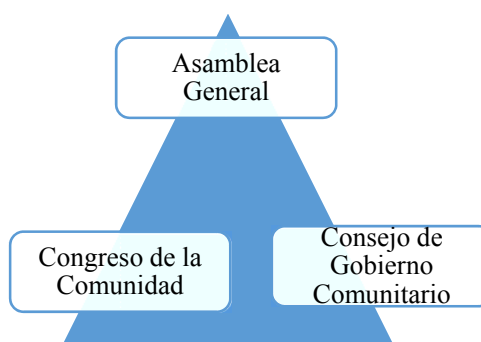 Asamblea
General
Congreso de la
Comunidad
Consejo de
Gobierno
Comunitario